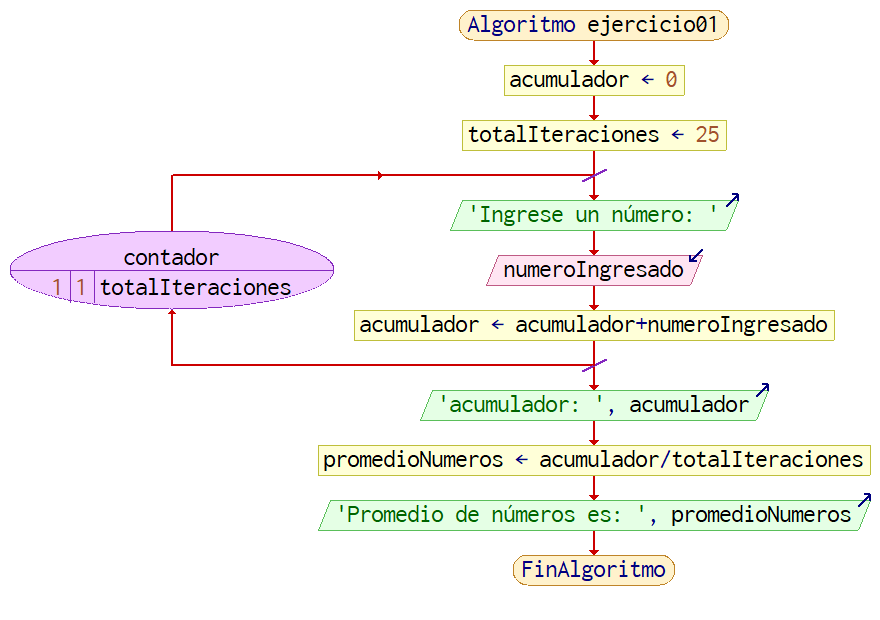 Algoritmo ejercicio01
acumulador ← 0
totalIteraciones ← 25
contador
1 1 totalIteraciones
'Ingrese un número: '
numeroIngresado
acumulador ← acumulador+numeroIngresado
'acumulador: ', acumulador
promedioNumeros ← acumulador/totalIteraciones
'Promedio de números es: ', promedioNumeros
FinAlgoritmo